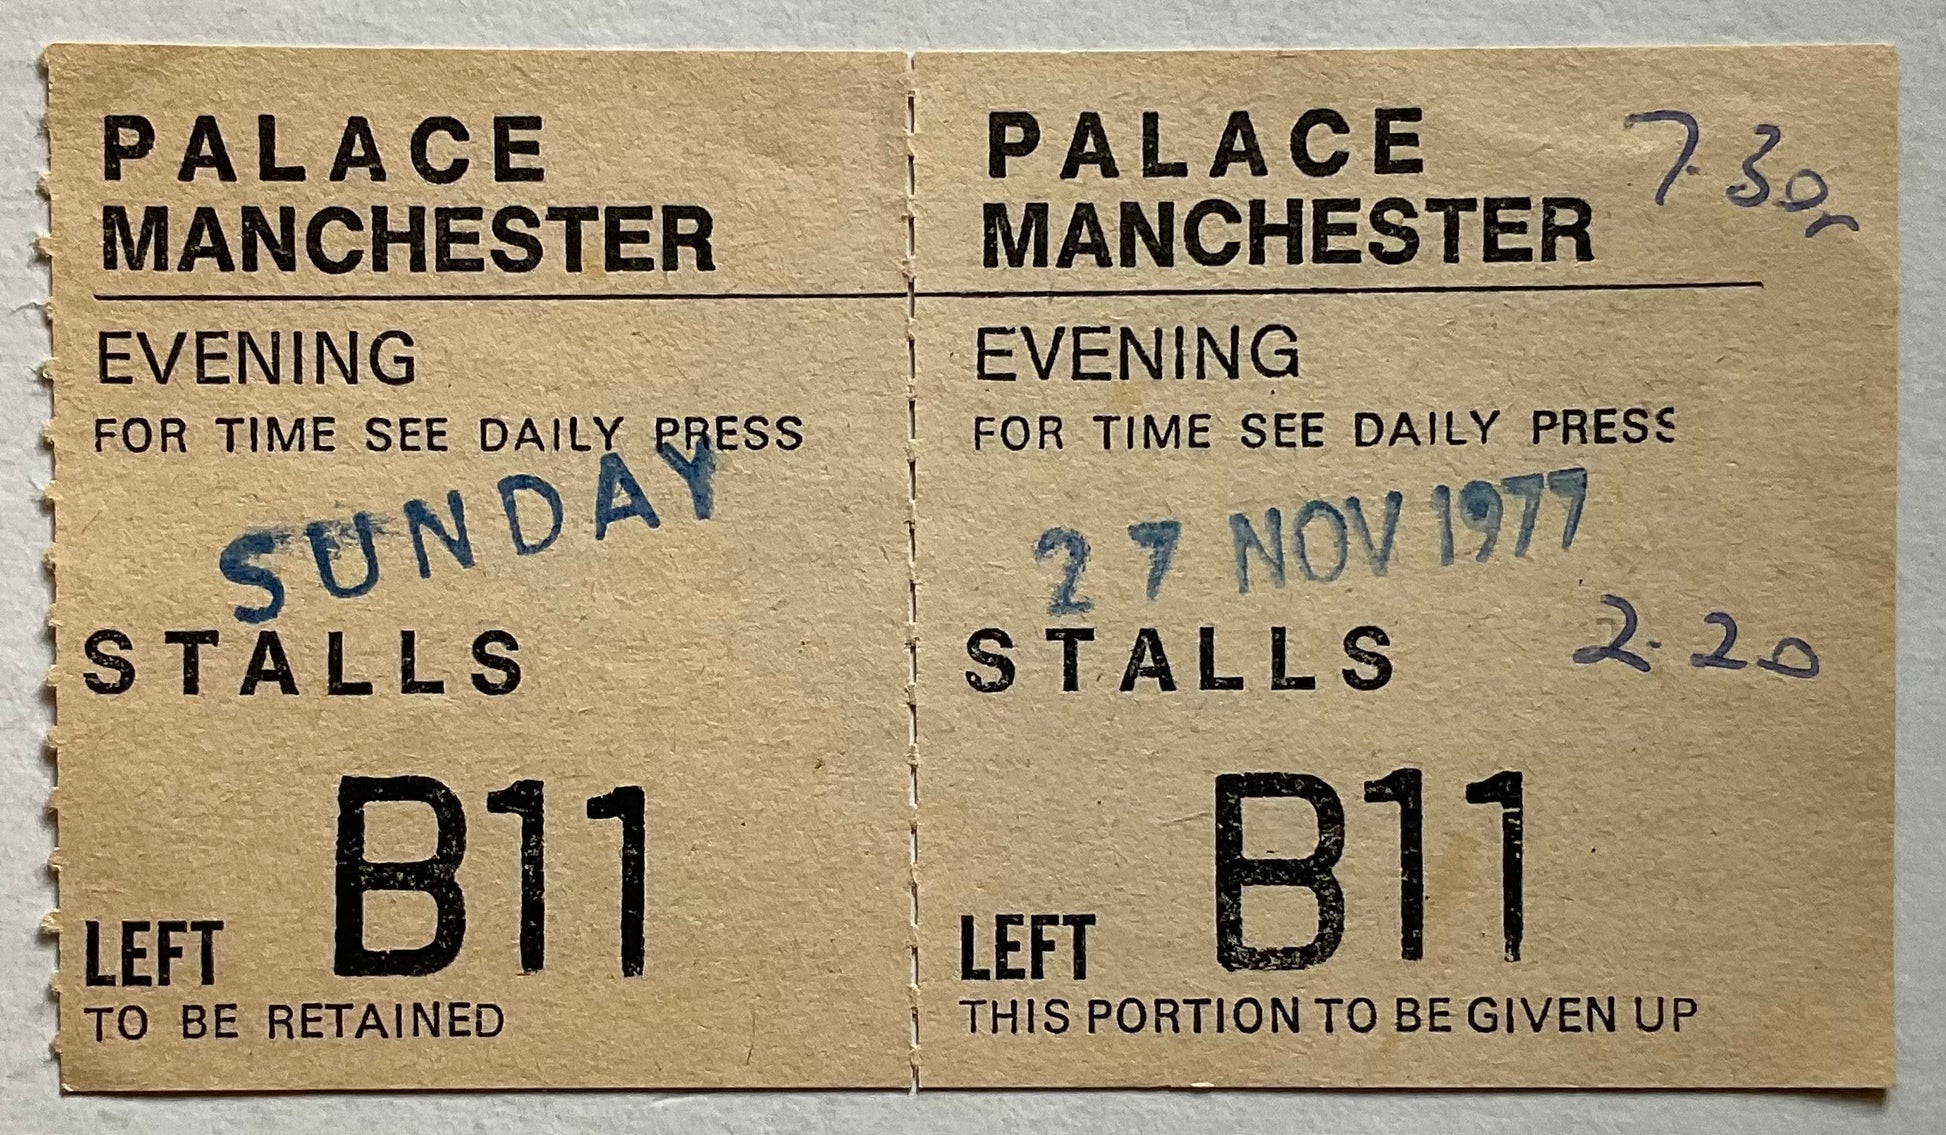 PALACE
MANCHESTER
EVENING
FOR TIME SEE DAILY PRESS
SUNDAY
STALLS
LEFT B11
TO BE RETAINED
PALACE
MANCHESTER
7.30
EVENING
FOR TIME SEE DAILY PRESS
27 NOV 1977
STALLS 2.20
LEFT B11
THIS PORTION TO BE GIVEN UP